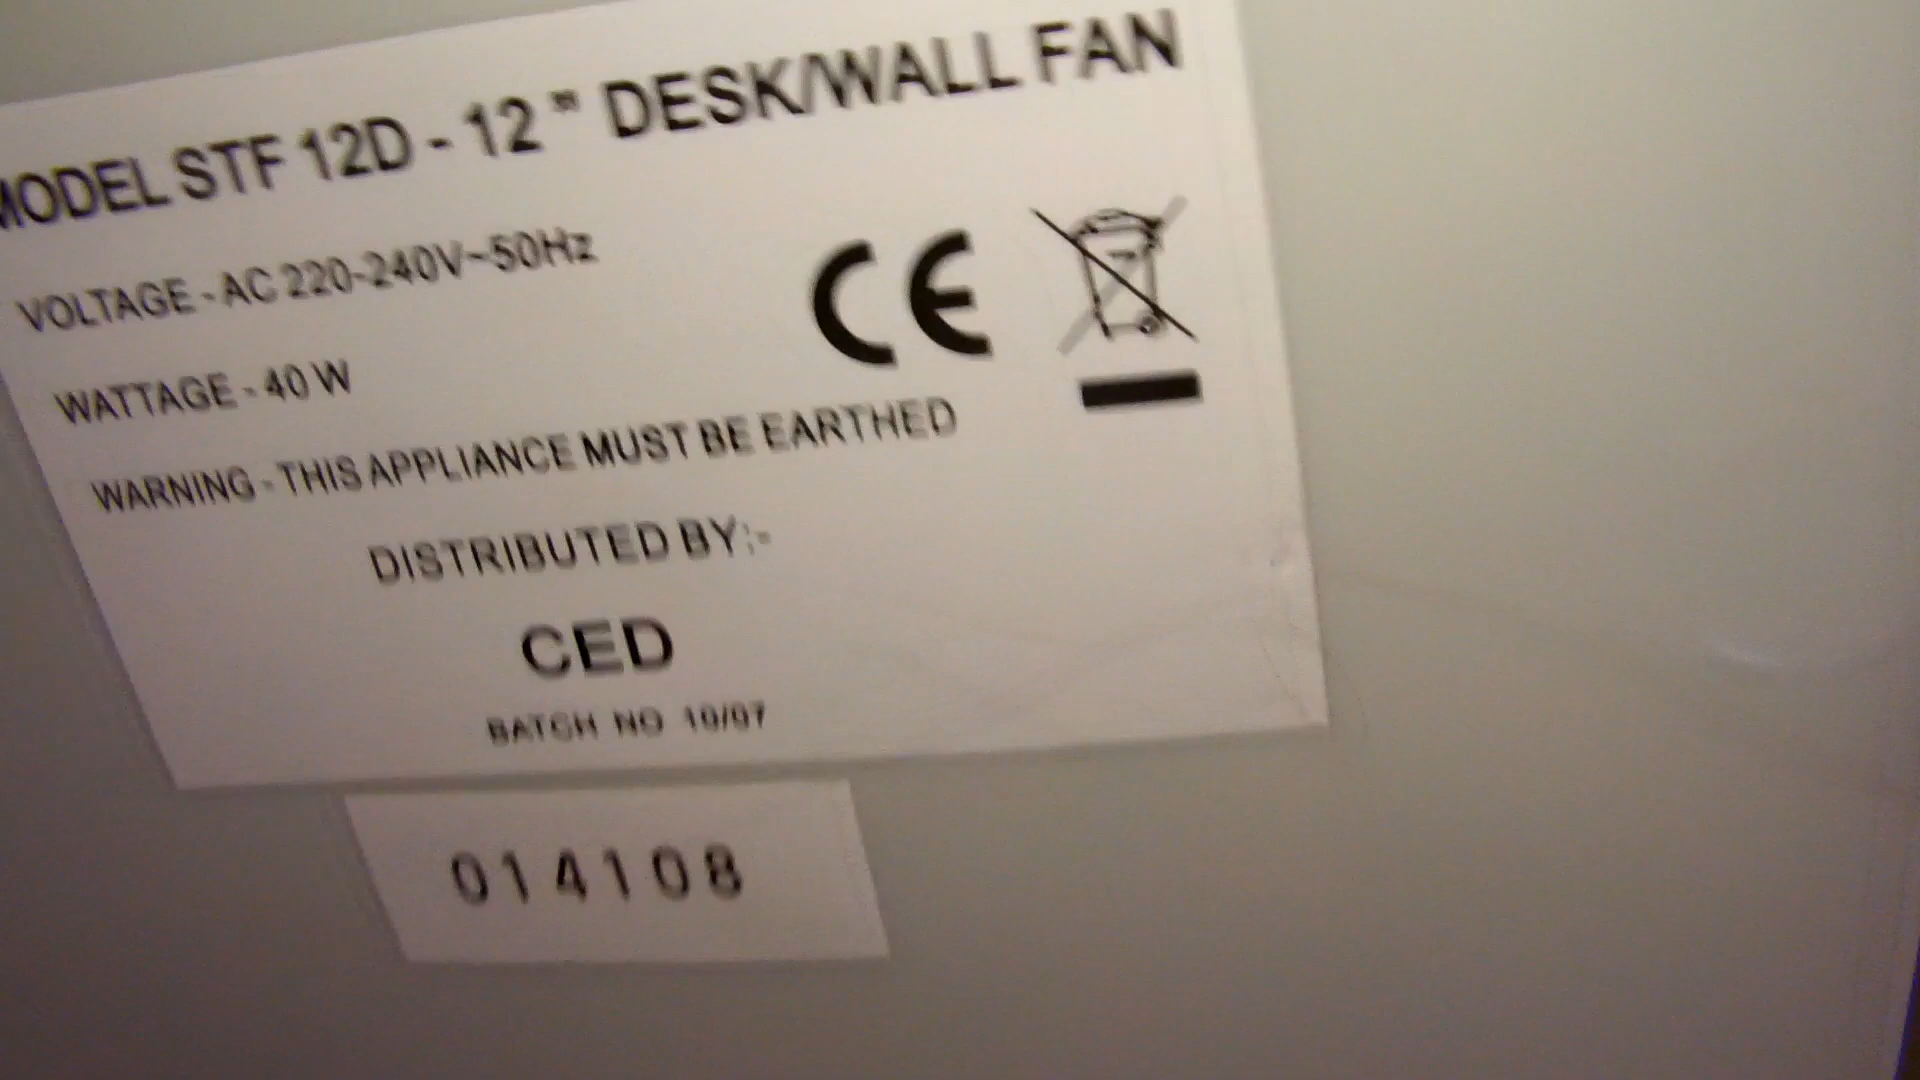 MODEL STF 12D - 12 " DESK/WALL FAN
VOLTAGE - AC 220-240V~50Hz
CE
WATTAGE - 40 W
WARNING - THIS APPLIANCE MUST BE EARTHED
DISTRIBUTED BY:-
CED
BATCH NO 10/07
014108